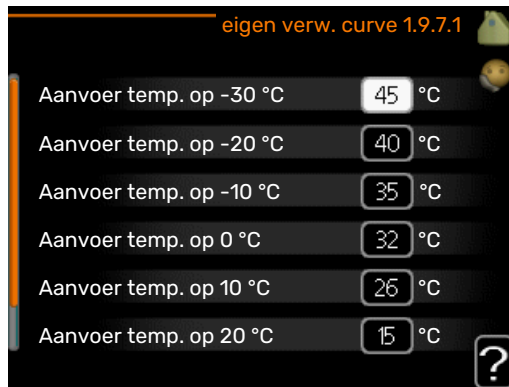 eigen verw. curve 1.9.7.1
Aanvoer temp. op -30 °C 45 °C
Aanvoer temp. op -20 °C 40 °C
Aanvoer temp. op -10 °C 35 °C
Aanvoer temp. op 0 °C 32 °C
Aanvoer temp. op 10 °C 26 °C
Aanvoer temp. op 20 °C 15 °C
?